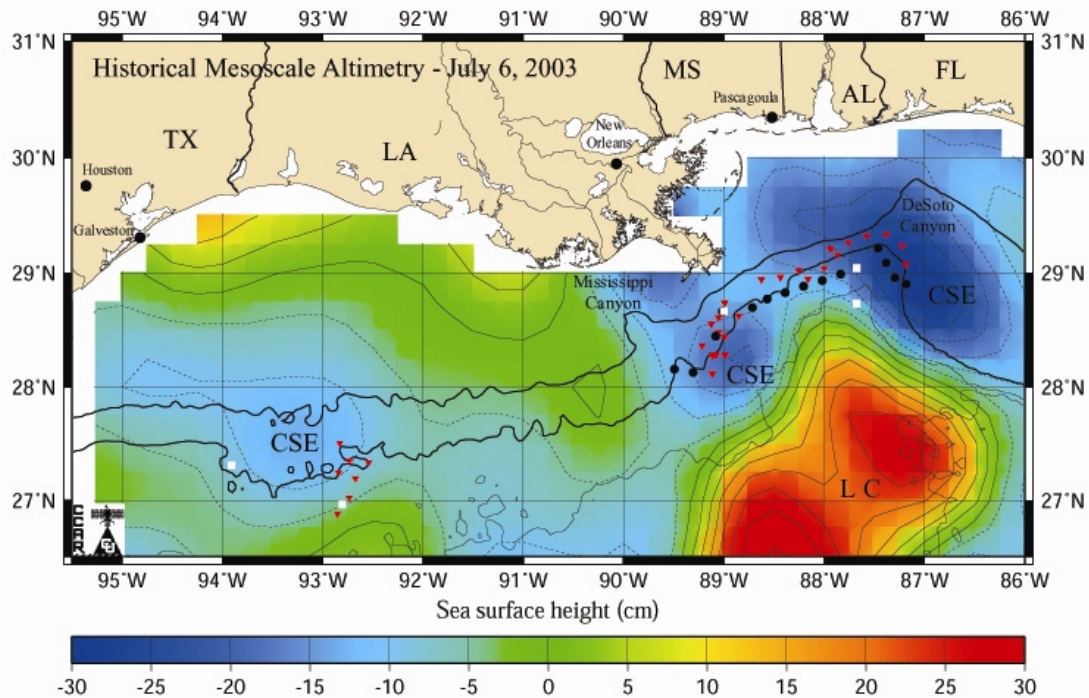 95°W 94°W 93°W 92°W 91°W 90°W 89°W 88°W 87°W 86°W
31°N
31°N
Historical Mesoscale Altimetry - July 6, 2003
MS
FL
Pascagoula
AL
TX
New
Orleans
LA
30°N
30°N
Houston
DeSoto
Canyon
Galveston
29°N
29°N
Mississippi
Canyon
CSE
28°N
28°N
CSE
CSE
27°N
27°N
L C
CCAR
CU
95°W 94°W 93°W 92°W 91°W 90°W 89°W 88°W 87°W 86°W
Sea surface height (cm)
-30 -25 -20 -15 -10 -5 0 5 10 15 20 25 30